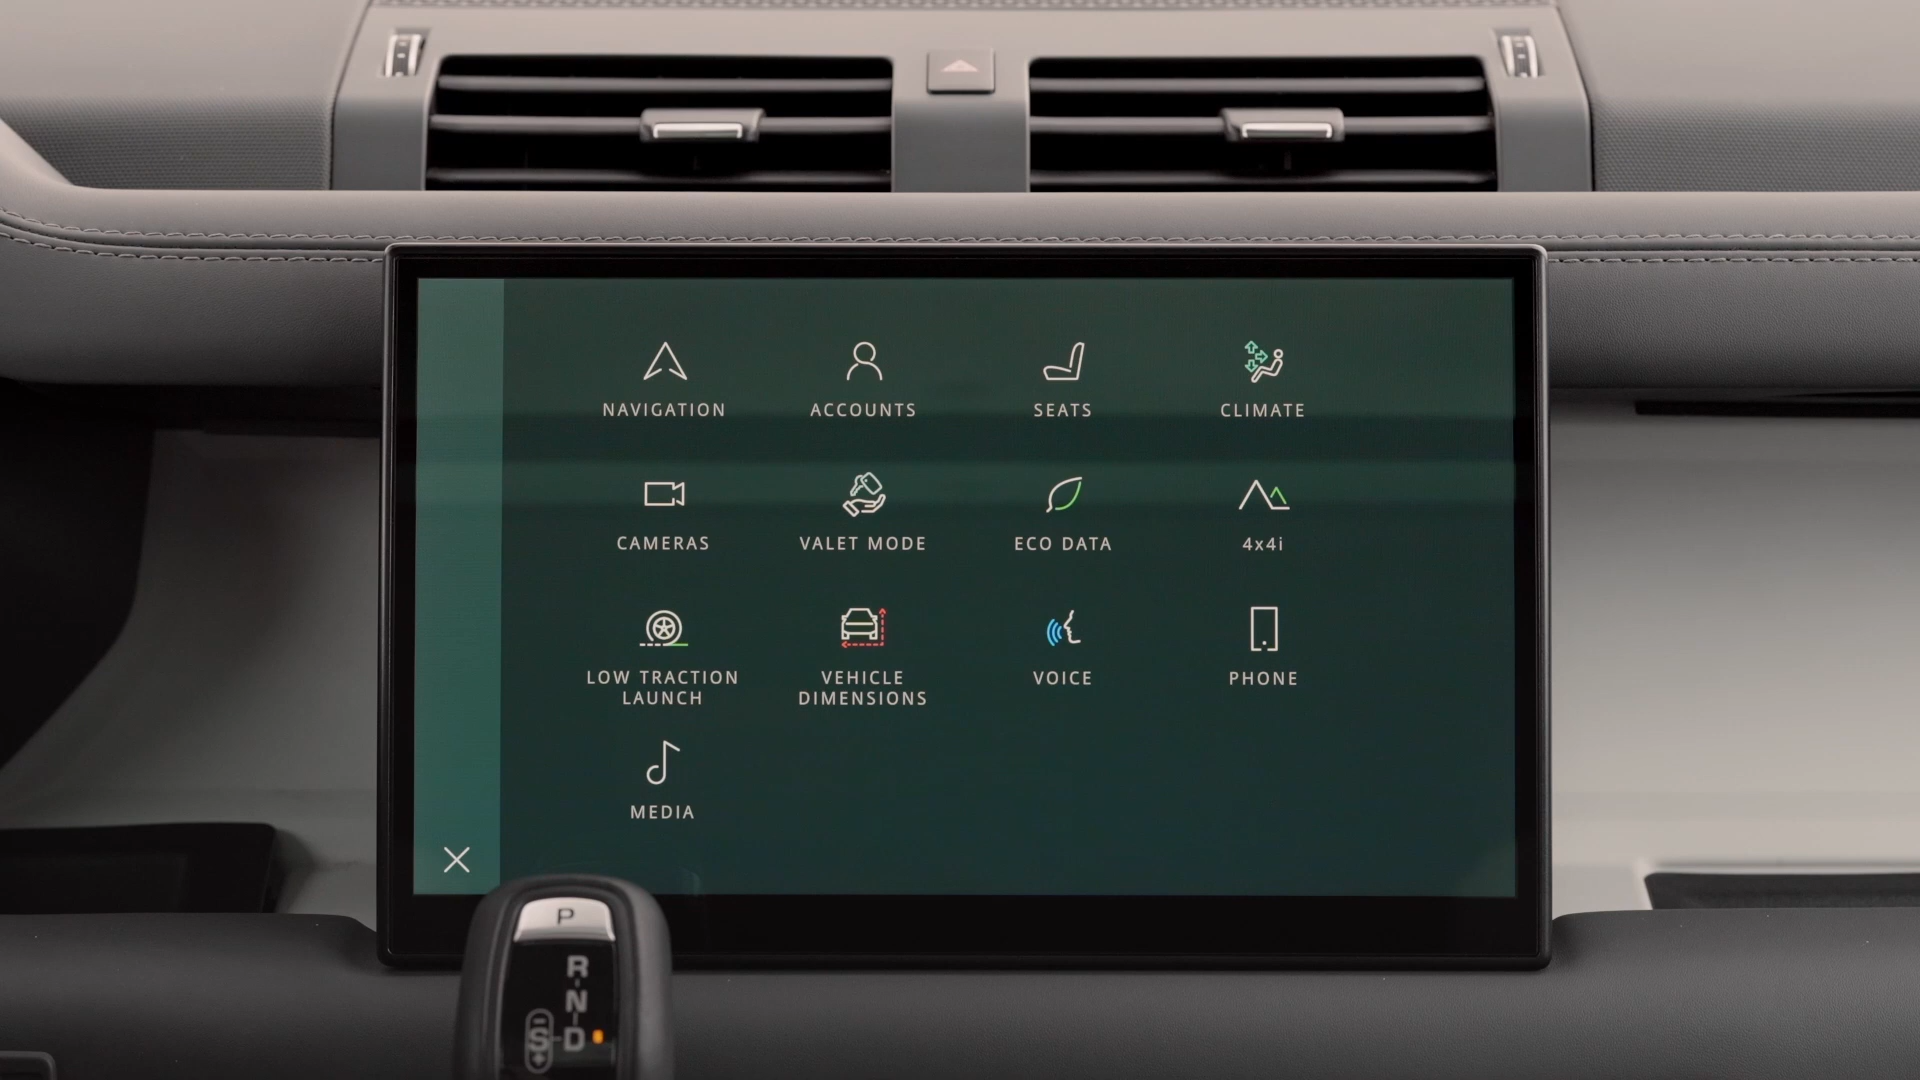 NAVIGATION ACCOUNTS SEATS CLIMATE
CAMERAS VALET MODE ECO DATA 4x4i
LOW TRACTION LAUNCH VEHICLE DIMENSIONS VOICE PHONE
MEDIA
P
R
N
S D